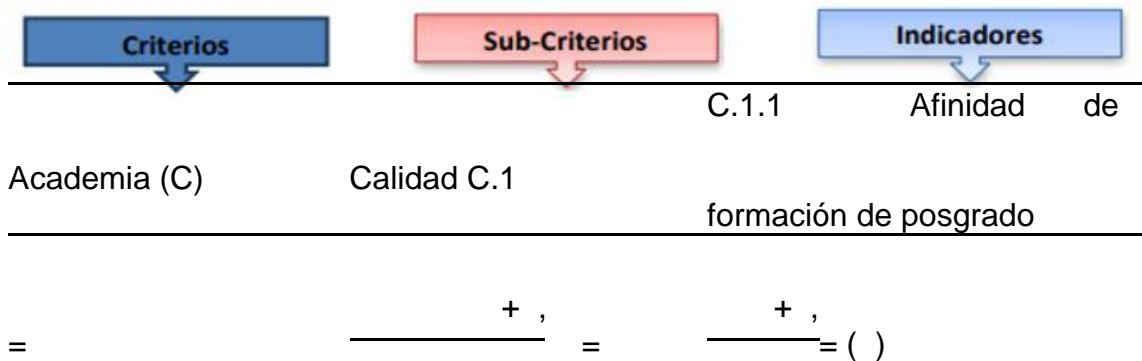 Criterios
Sub-Criterios
Indicadores
C.1.1 Afinidad de
Academia (C)
Calidad C.1
formación de posgrado
+ , + ,
= = = ( )